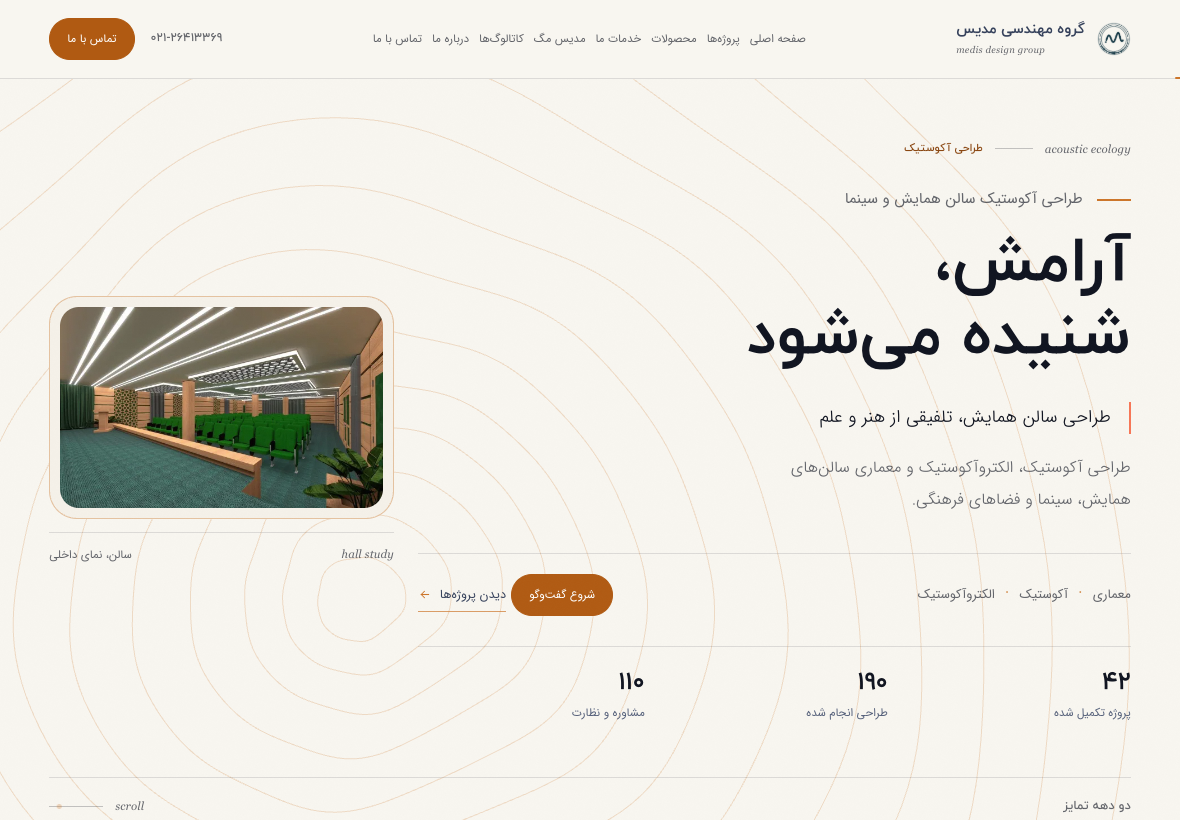 گروه مهندسی مدیس
medis design group
صفحه اصلی
پروژه‌ها
محصولات
خدمات ما
مدیس مگ
کاتالوگ‌ها
درباره ما
تماس با ما
۰۲۱-۲۶۴۱۳۳۶۹
تماس با ما
acoustic ecology
طراحی آکوستیک
طراحی آکوستیک سالن همایش و سینما
آرامش،
شنیده می‌شود
طراحی سالن همایش، تلفیقی از هنر و علم
طراحی آکوستیک، الکتروآکوستیک و معماری سالن‌های
همایش، سینما و فضاهای فرهنگی.
hall study
سالن، نمای داخلی
معماری · آکوستیک · الکتروآکوستیک
شروع گفت‌وگو
دیدن پروژه‌ها ←
۴۲
پروژه تکمیل شده
۱۹۰
طراحی انجام شده
۱۱۰
مشاوره و نظارت
دو دهه تمایز
scroll